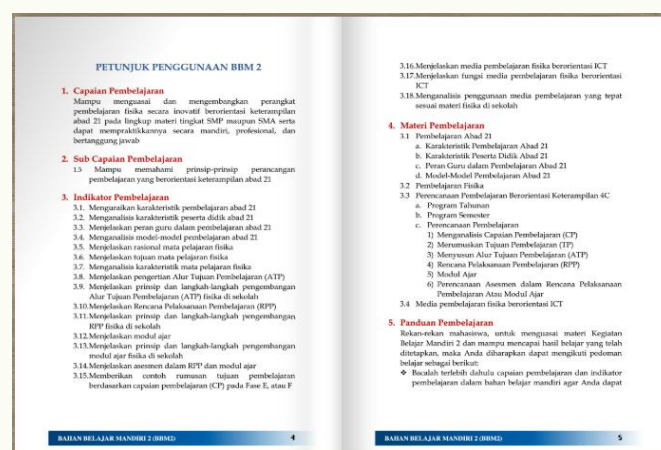 PETUNJUK PENGGUNAAN BBM 2
1. Capaian Pembelajaran
Mampu menguasai dan mengembangkan perangkat
pembelajaran fisika secara inovatif berorientasi keterampilan
abad 21 pada lingkup materi tingkat SMP maupun SMA serta
dapat mempraktikkannya secara mandiri, profesional, dan
bertanggung jawab
2. Sub Capaian Pembelajaran
1.3 Mampu memahami prinsip-prinsip perancangan
pembelajaran yang berorientasi keterampilan abad 21
3. Indikator Pembelajaran
3.1. Menguraikan karakteristik pembelajaran abad 21
3.2. Menganalisis karakteristik peserta didik abad 21
3.3. Menjelaskan peran guru dalam pembelajaran abad 21
3.4. Menganalisis model-model pembelajaran abad 21
3.5. Menjelaskan rasional mata pelajaran fisika
3.6. Menjelaskan tujuan mata pelajaran fisika
3.7. Menganalisis karakteristik mata pelajaran fisika
3.8. Menjelaskan pengertian Alur Tujuan Pembelajaran (ATP)
3.9. Menjelaskan prinsip dan langkah-langkah pengembangan
Alur Tujuan Pembelajaran (ATP) fisika di sekolah
3.10.Menjelaskan Rencana Pelaksanaan Pembelajaran (RPP)
3.11.Menjelaskan prinsip dan langkah-langkah pengembangan
RPP fisika di sekolah
3.12.Menjelaskan modul ajar
3.13.Menjelaskan prinsip dan langkah-langkah pengembangan
modul ajar fisika di sekolah
3.14.Menjelaskan asesmen dalam RPP dan modul ajar
3.15.Memberikan contoh rumusan tujuan pembelajaran
berdasarkan capaian pembelajaran (CP) pada Fase E, atau F
BAHAN BELAJAR MANDIRI 2 (BBM2) 4
3.16.Menjelaskan media pembelajaran fisika berorientasi ICT
3.17.Menjelaskan fungsi media pembelajaran fisika berorientasi
ICT
3.18.Menganalisis penggunaan media pembelajaran yang tepat
sesuai materi fisika di sekolah
4. Materi Pembelajaran
3.1 Pembelajaran Abad 21
a. Karakteristik Pembelajaran Abad 21
b. Karakteristik Peserta Didik Abad 21
c. Peran Guru dalam Pembelajaran Abad 21
d. Model-Model Pembelajaran Abad 21
3.2 Pembelajaran Fisika
3.3 Perencanaan Pembelajaran Berorientasi Keterampilan 4C
a. Program Tahunan
b. Program Semester
c. Perencanaan Pembelajaran
1) Menganalisis Capaian Pembelajaran (CP)
2) Merumuskan Tujuan Pembelajaran (TP)
3) Menyusun Alur Tujuan Pembelajaran (ATP)
4) Rencana Pelaksanaan Pembelajaran (RPP)
5) Modul Ajar
6) Perencanaan Asesmen dalam Rencana Pelaksanaan
Pembelajaran Atau Modul Ajar
3.4 Media pembelajaran fisika berorientasi ICT
5. Panduan Pembelajaran
Rekan-rekan mahasiswa, untuk menguasai materi Kegiatan
Belajar Mandiri 2 dan mampu mencapai hasil belajar yang telah
ditetapkan, maka Anda diharapkan dapat mengikuti pedoman
belajar sebagai berikut:
❖ Bacalah terlebih dahulu capaian pembelajaran dan indikator
pembelajaran dalam bahan belajar mandiri agar Anda dapat
BAHAN BELAJAR MANDIRI 2 (BBM2) 5